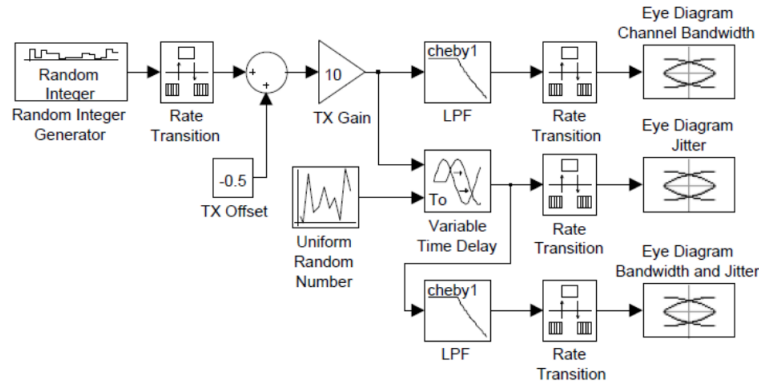 Eye Diagram
Channel Bandwidth
Random
Integer
Random Integer
Generator
Rate
Transition
+
+
10
TX Gain
cheby1
LPF
Rate
Transition
-0.5
TX Offset
Uniform
Random
Number
To
Variable
Time Delay
Rate
Transition
Eye Diagram
Jitter
cheby1
LPF
Rate
Transition
Eye Diagram
Bandwidth and Jitter